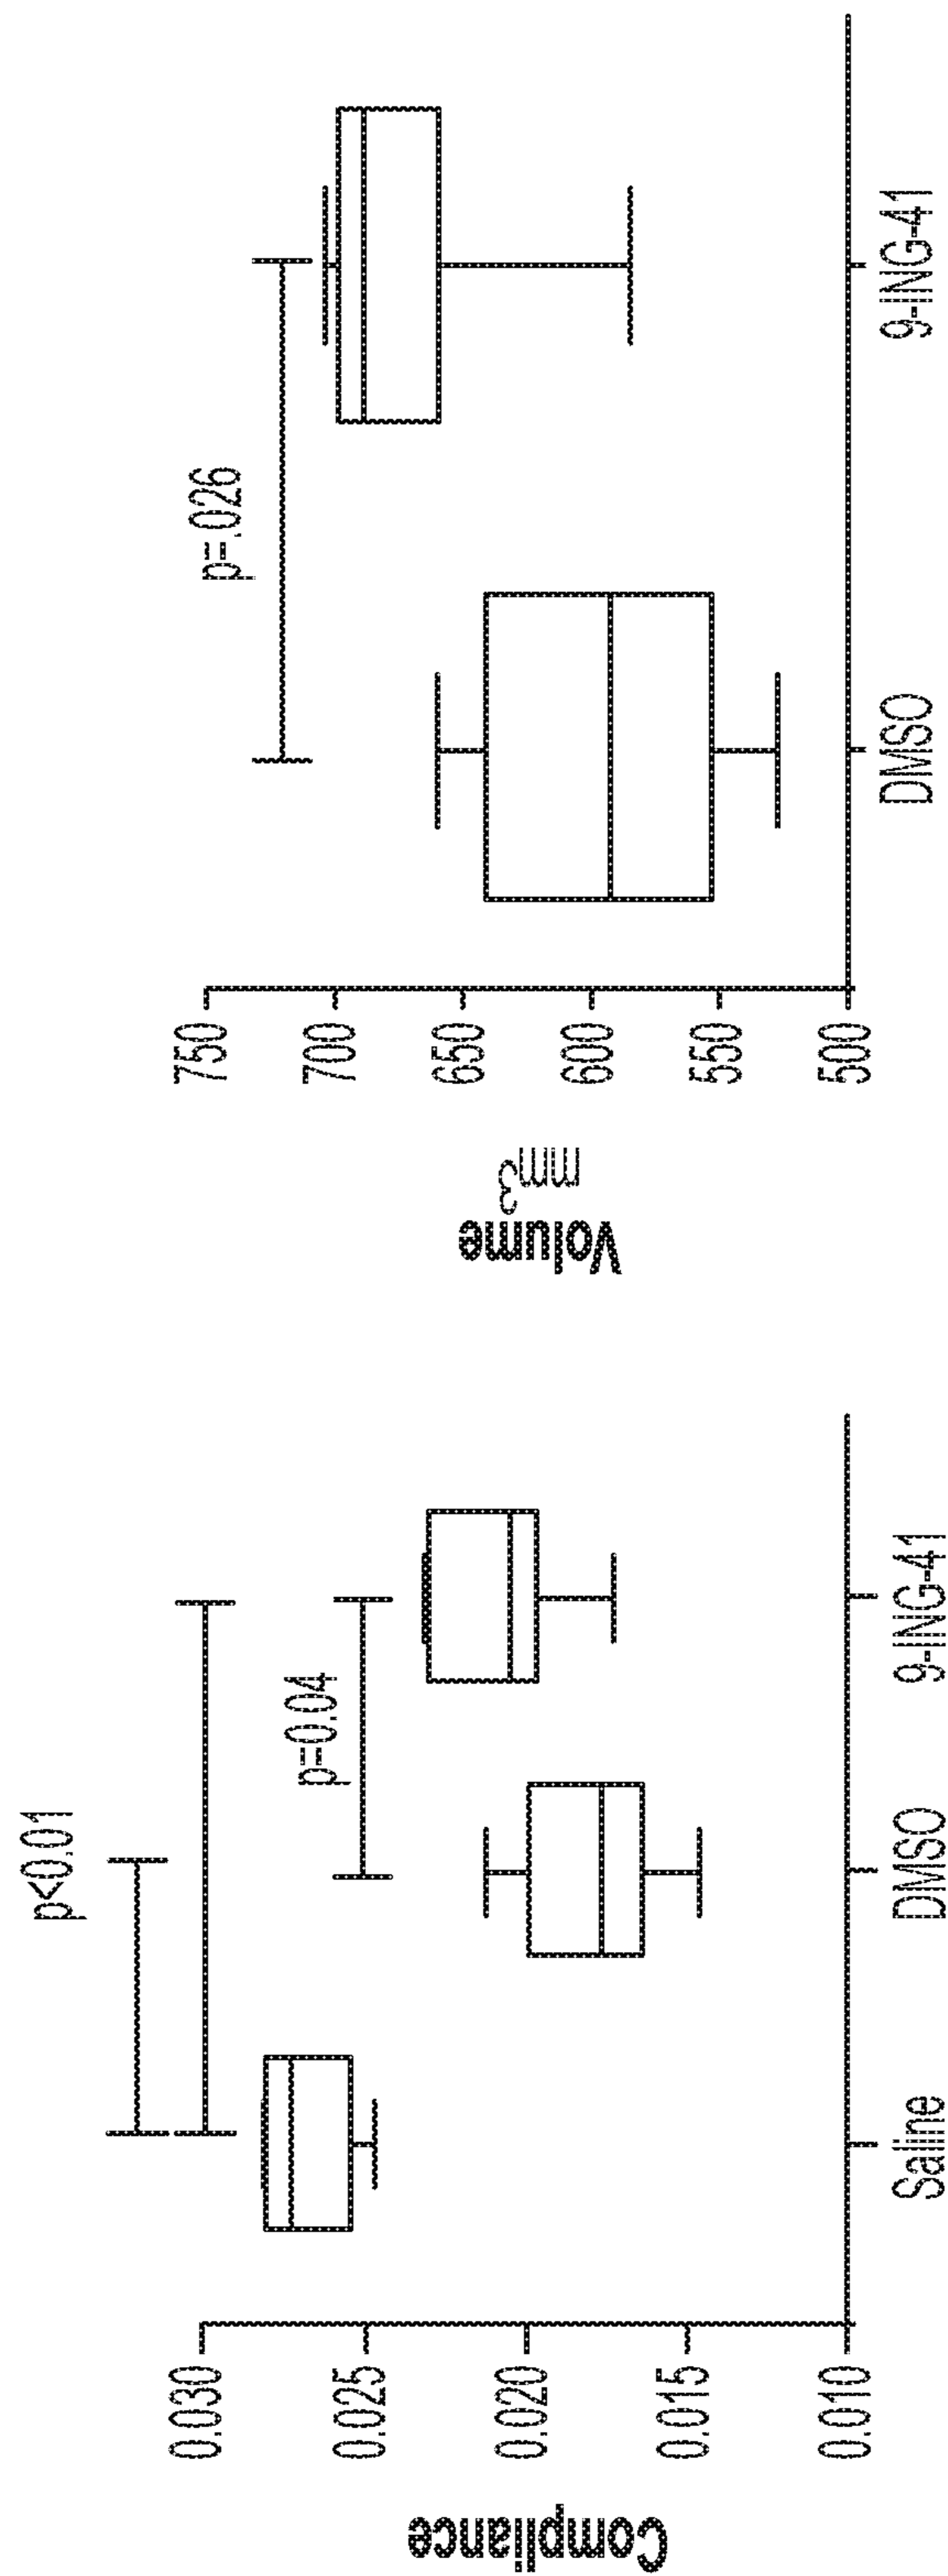 Compliance
0.030
0.025
0.020
0.015
0.010
p<0.01
p=0.04
Saline
DMSO
9-ING-41
Volume
mm3
750
700
650
600
550
500
p=.026
DMSO
9-ING-41